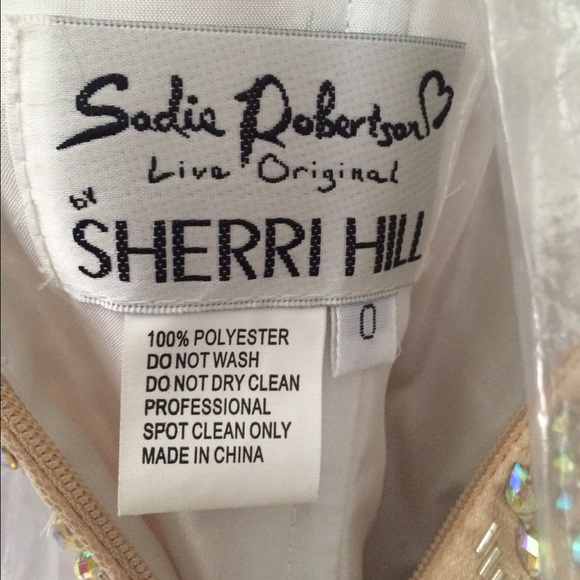 Sadie Robertson
Live Original
by
SHERRI HILL
0
100% POLYESTER
DO NOT WASH
DO NOT DRY CLEAN
PROFESSIONAL
SPOT CLEAN ONLY
MADE IN CHINA